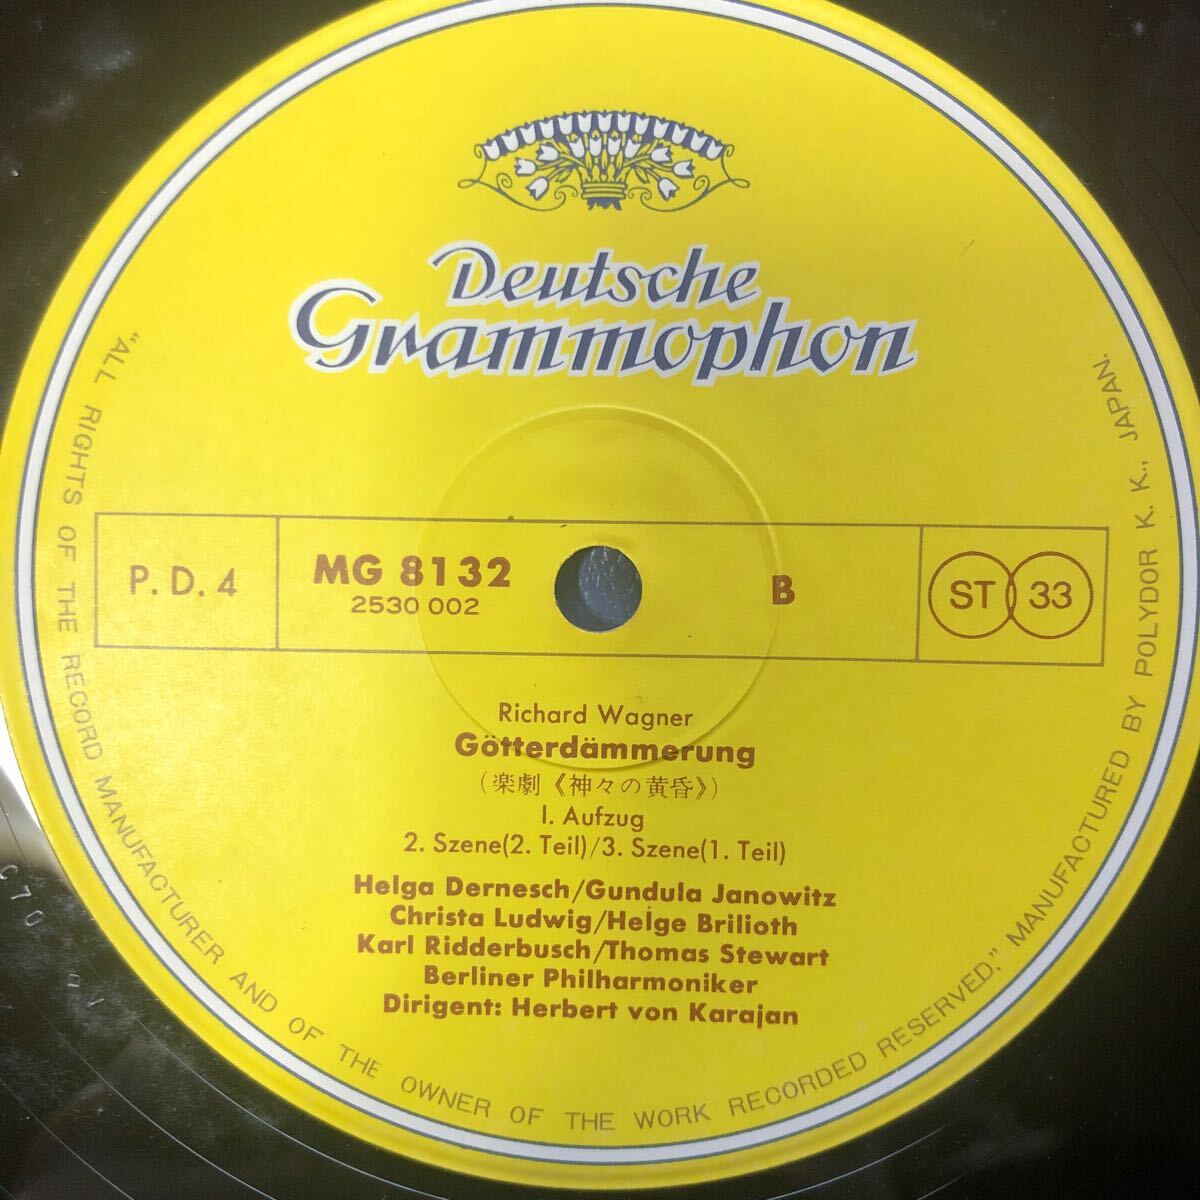 Deutsche
Grammophon
P.D.4
MG 8132
2530 002
B
ST 33
Richard Wagner
Götterdämmerung
(楽劇《神々の黄昏》)
I. Aufzug
2. Szene(2. Teil)/3. Szene(1. Teil)
Helga Dernesch/Gundula Janowitz
Christa Ludwig/Helge Brilioth
Karl Ridderbusch/Thomas Stewart
Berliner Philharmoniker
Dirigent: Herbert von Karajan
"ALL RIGHTS OF THE RECORD MANUFACTURER AND OF THE OWNER OF THE WORK RECORDED RESERVED." MANUFACTURED BY POLYDOR K. K., JAPAN.